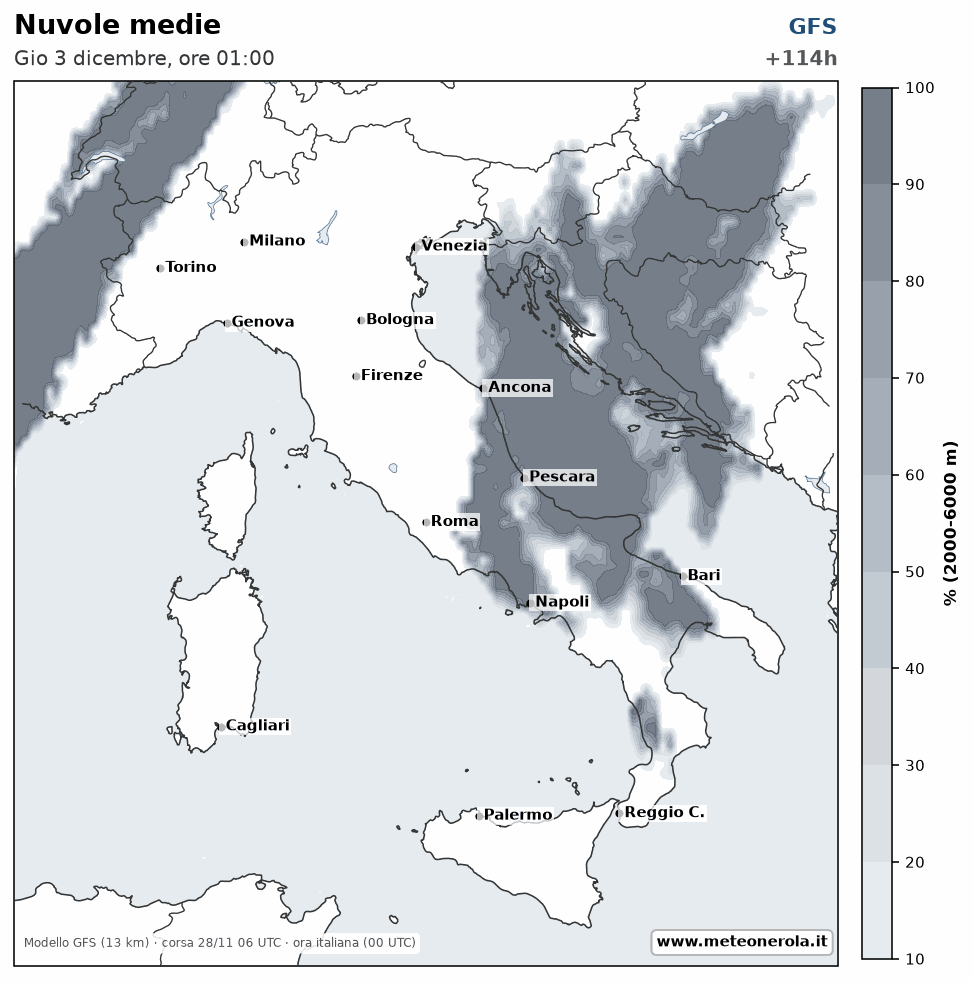 Nuvole medie
GFS
Gio 3 dicembre, ore 01:00
+114h
Milano
Venezia
Torino
Genova
Bologna
Firenze
Ancona
Pescara
Roma
Bari
Napoli
Cagliari
Palermo
Reggio C.
100
90
80
70
60
50
40
30
20
10
% (2000-6000 m)
Modello GFS (13 km) · corsa 28/11 06 UTC · ora italiana (00 UTC)
www.meteonerola.it